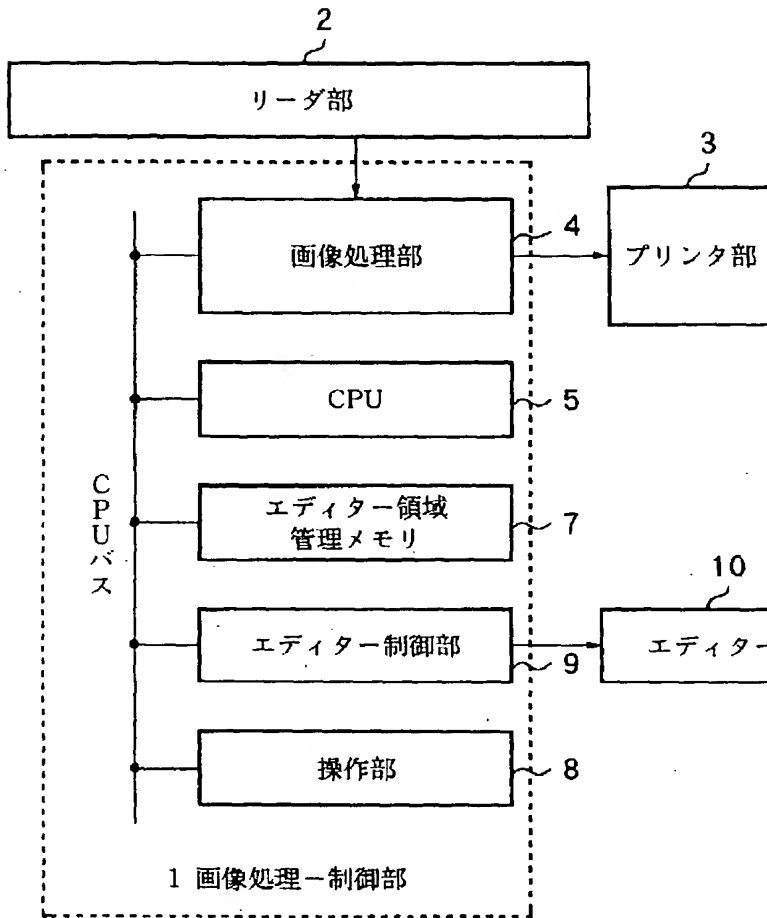 2
リーダ部
3
画像処理部
4
プリンタ部
CPU
5
CPUバス
エディター領域
管理メモリ
7
10
エディター制御部
9
エディター
操作部
8
1 画像処理ー制御部